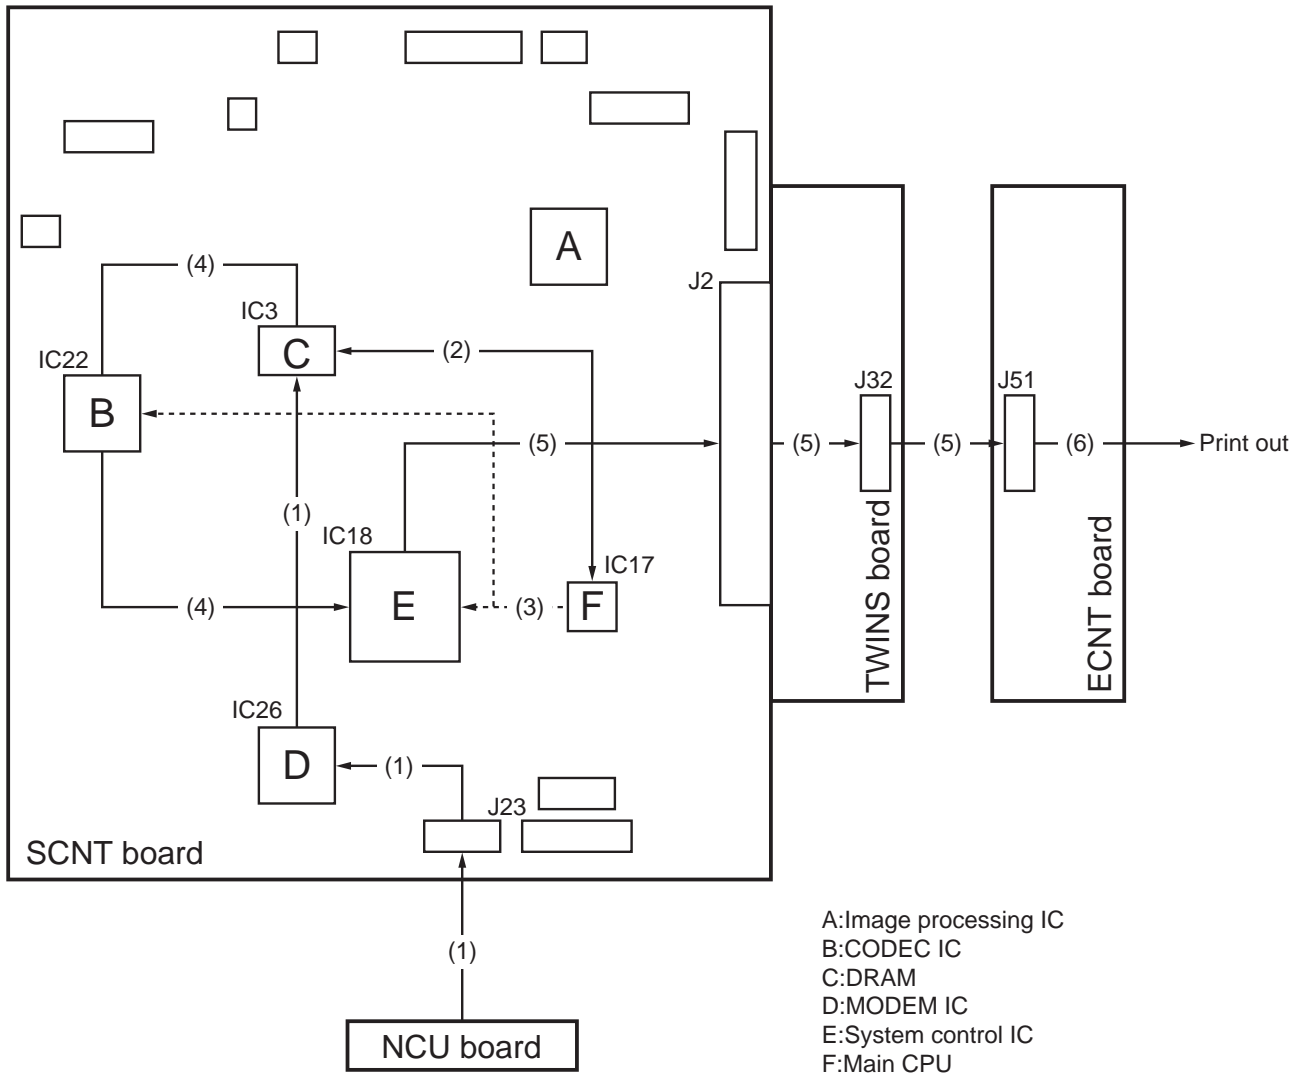 A
J2
(4)
IC3
C
(2)
IC22
B
J32
J51
(5)
(5)
(5)
(6)
Print out
(1)
IC18
E
IC17
F
(4)
(3)
TWINS board
ECNT board
IC26
D
(1)
J23
SCNT board
(1)
NCU board
A:Image processing IC
B:CODEC IC
C:DRAM
D:MODEM IC
E:System control IC
F:Main CPU